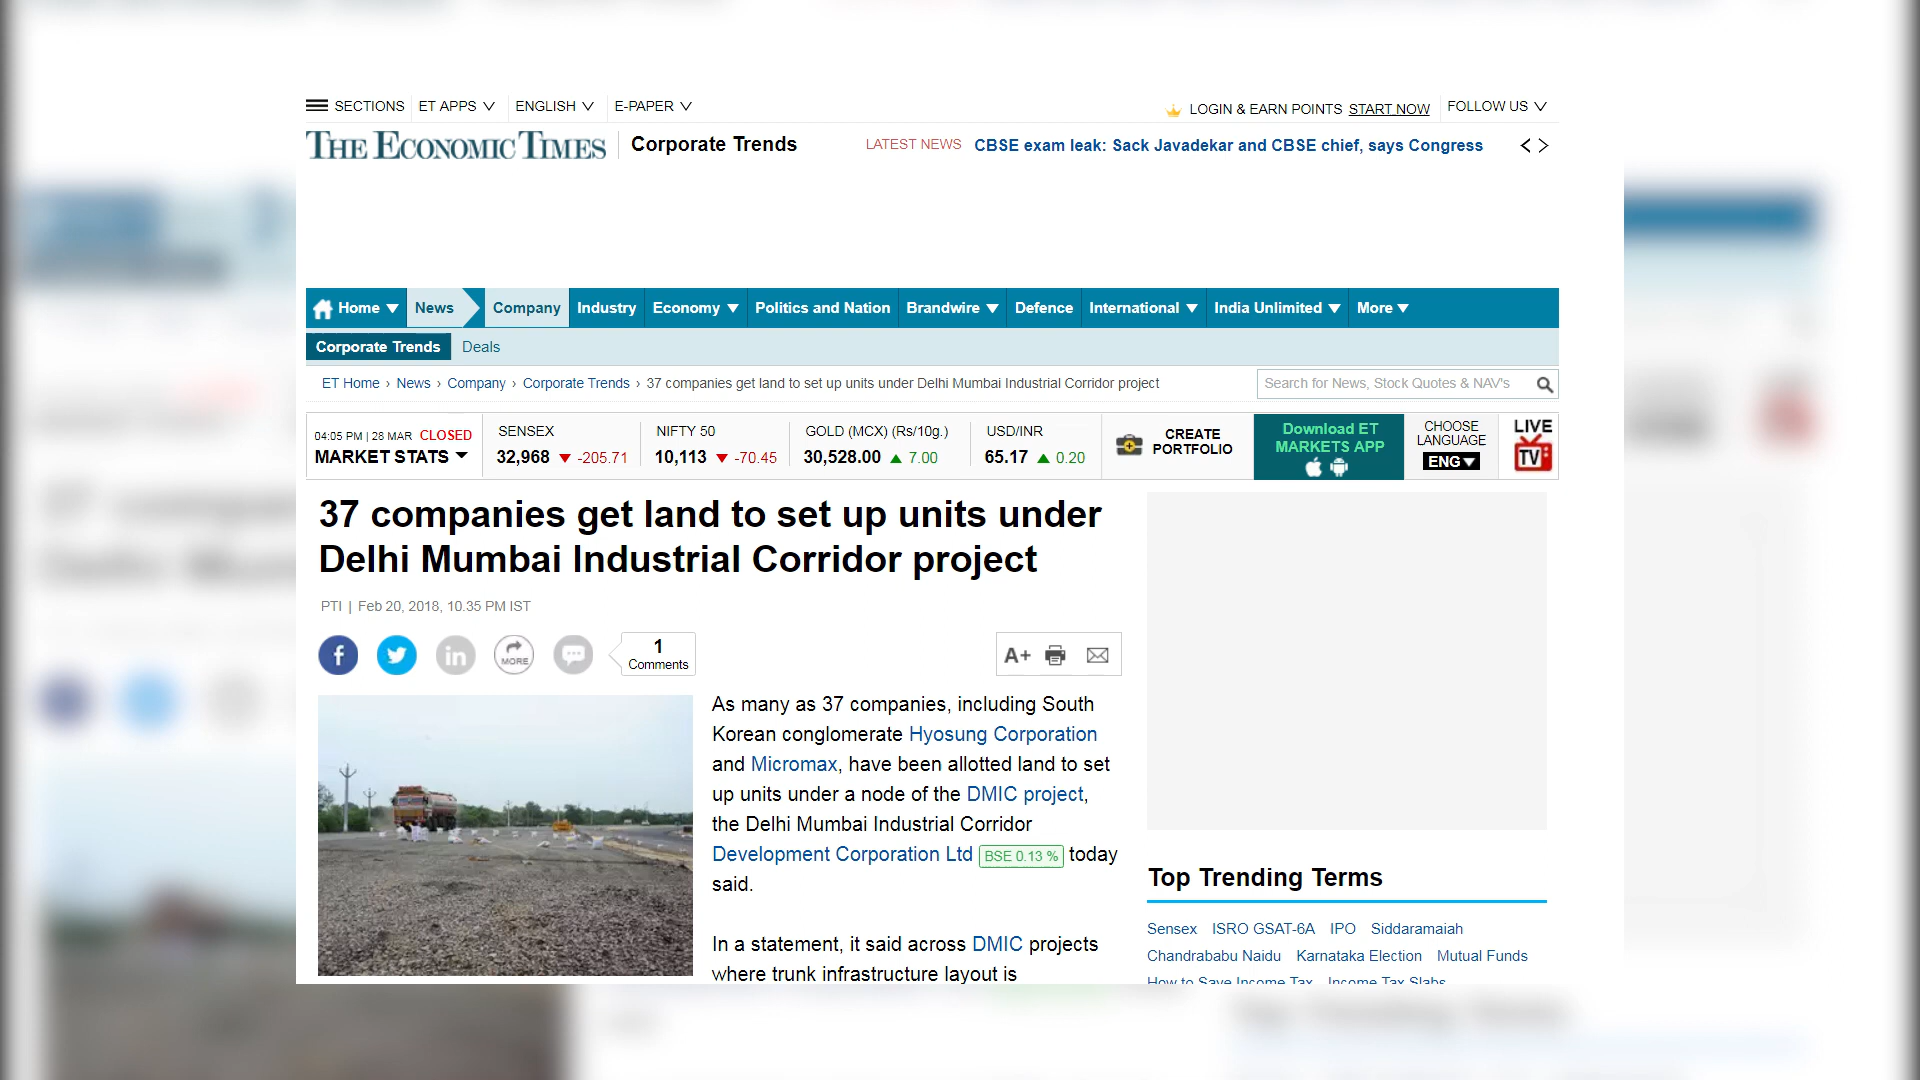 SECTIONS ET APPS ENGLISH E-PAPER
LOGIN & EARN POINTS START NOW FOLLOW US
THE ECONOMIC TIMES Corporate Trends
LATEST NEWS CBSE exam leak: Sack Javadekar and CBSE chief, says Congress
Home News Company Industry Economy Politics and Nation Brandwire Defence International India Unlimited More
Corporate Trends Deals
ET Home › News › Company › Corporate Trends › 37 companies get land to set up units under Delhi Mumbai Industrial Corridor project
Search for News, Stock Quotes & NAV's
04:05 PM | 28 MAR CLOSED
MARKET STATS
SENSEX
32,968 ▼ -205.71
NIFTY 50
10,113 ▼ -70.45
GOLD (MCX) (Rs/10g.)
30,528.00 ▲ 7.00
USD/INR
65.17 ▲ 0.20
CREATE
PORTFOLIO
Download ET
MARKETS APP
CHOOSE
LANGUAGE
ENG
LIVE
TV
37 companies get land to set up units under
Delhi Mumbai Industrial Corridor project
PTI | Feb 20, 2018, 10.35 PM IST
MORE
1
Comments
A+
As many as 37 companies, including South
Korean conglomerate Hyosung Corporation
and Micromax, have been allotted land to set
up units under a node of the DMIC project,
the Delhi Mumbai Industrial Corridor
Development Corporation Ltd BSE 0.13 % today
said.
In a statement, it said across DMIC projects
where trunk infrastructure layout is
Top Trending Terms
Sensex ISRO GSAT-6A IPO Siddaramaiah
Chandrababu Naidu Karnataka Election Mutual Funds
How to Save Income Tax Income Tax Slabs